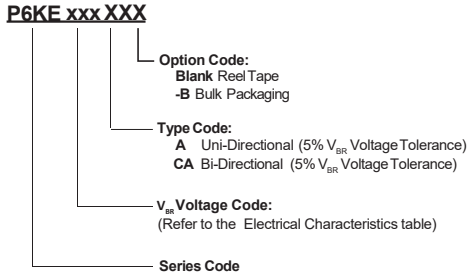 P6KE xxx XXX
Option Code:
Blank Reel Tape
-B Bulk Packaging
Type Code:
A Uni-Directional (5% VBR Voltage Tolerance)
CA Bi-Directional (5% VBR Voltage Tolerance)
VBR Voltage Code:
(Refer to the Electrical Characteristics table)
Series Code